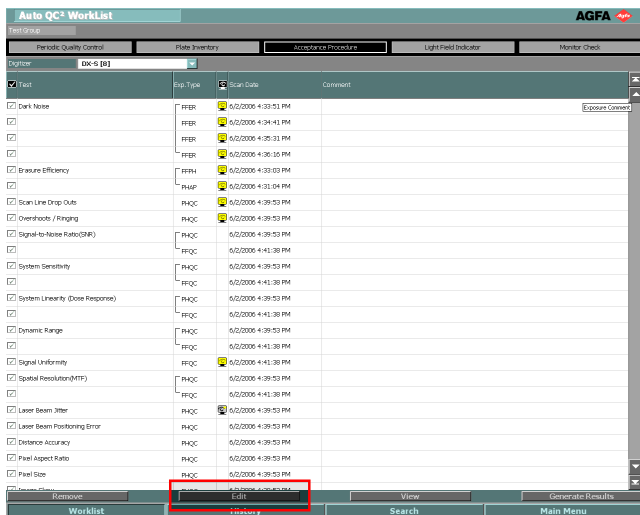 Auto QC² WorkList
AGFA Agfa
Test Group
Periodic Quality Control Plate Inventory Acceptance Procedure Light Field Indicator Monitor Check
Digitizer DX-S [8]
Test Exp.Type Scan Date Comment
Dark Noise FFER 6/2/2006 4:33:51 PM Exposure Comment
FFER 6/2/2006 4:34:41 PM
FFER 6/2/2006 4:35:31 PM
FFER 6/2/2006 4:36:16 PM
Erasure Efficiency FFPH 6/2/2006 4:33:03 PM
PHAP 6/2/2006 4:31:04 PM
Scan Line Drop Outs PHQC 6/2/2006 4:39:53 PM
Overshoots / Ringing PHQC 6/2/2006 4:39:53 PM
Signal-to-Noise Ratio(SNR) PHQC 6/2/2006 4:39:53 PM
FFQC 6/2/2006 4:41:38 PM
System Sensitivity PHQC 6/2/2006 4:39:53 PM
FFQC 6/2/2006 4:41:38 PM
System Linearity (Dose Response) PHQC 6/2/2006 4:39:53 PM
FFQC 6/2/2006 4:41:38 PM
Dynamic Range PHQC 6/2/2006 4:39:53 PM
FFQC 6/2/2006 4:41:38 PM
Signal Uniformity FFQC 6/2/2006 4:41:38 PM
Spatial Resolution(MTF) PHQC 6/2/2006 4:39:53 PM
FFQC 6/2/2006 4:41:38 PM
Laser Beam Jitter PHQC 6/2/2006 4:39:53 PM
Laser Beam Positioning Error PHQC 6/2/2006 4:39:53 PM
Distance Accuracy PHQC 6/2/2006 4:39:53 PM
Pixel Aspect Ratio PHQC 6/2/2006 4:39:53 PM
Pixel Size PHQC 6/2/2006 4:39:53 PM
Remove Edit View Generate Results
Worklist History Search Main Menu